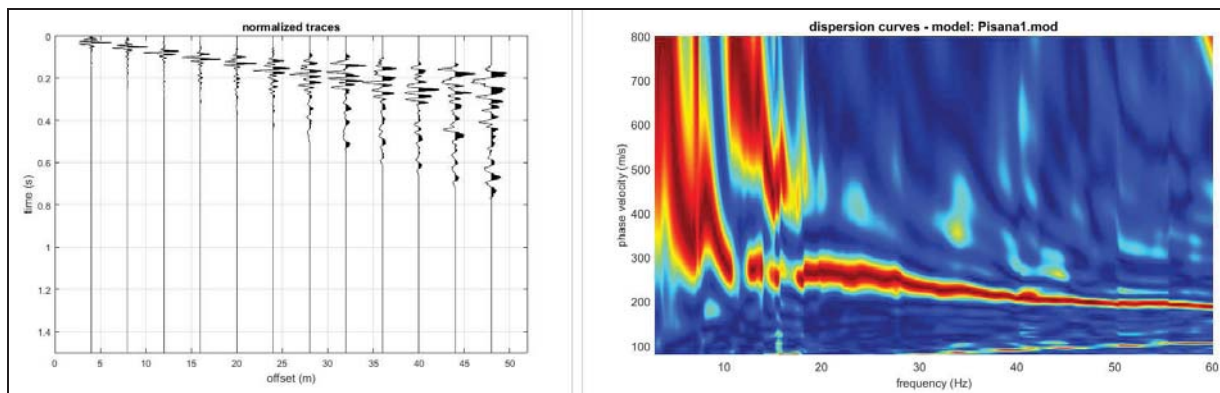 normalized traces
0
0.2
0.4
0.6
0.8
1
1.2
1.4
time (s)
0 5 10 15 20 25 30 35 40 45 50
offset (m)
dispersion curves - model: Pisana1.mod
800
700
600
500
400
300
200
100
phase velocity (m/s)
10 20 30 40 50 60
frequency (Hz)